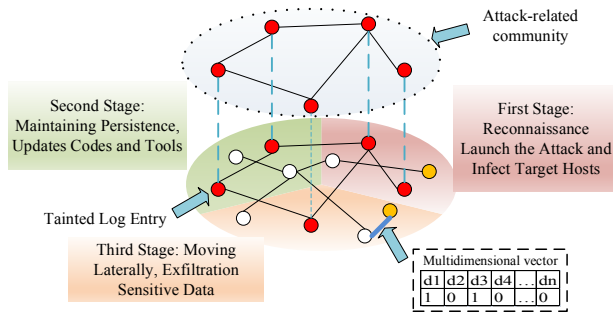 Attack-related
community
Second Stage:
Maintaining Persistence,
Updates Codes and Tools
First Stage:
Reconnaissance
Launch the Attack and
Infect Target Hosts
Tainted Log Entry
Third Stage: Moving
Laterally, Exfiltration
Sensitive Data
Multidimensional vector
d1 d2 d3 d4 ... dn
1 0 1 0 ... 0